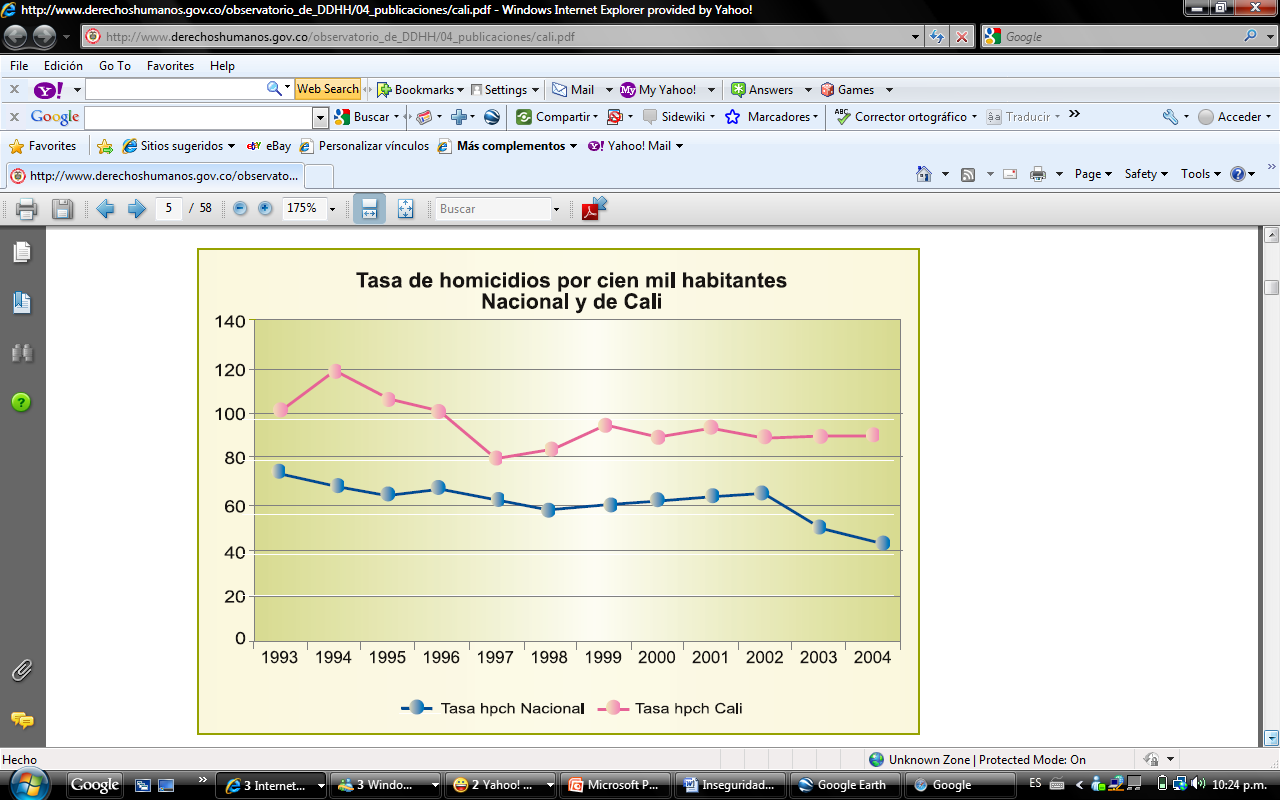 http://www.derechoshumanos.gov.co/observatorio_de_DDHH/04_publicaciones/cali.pdf - Windows Internet Explorer provided by Yahoo!
http://www.derechoshumanos.gov.co/observatorio_de_DDHH/04_publicaciones/cali.pdf Google
File Edición Go To Favorites Help
Y! Web Search Bookmarks Settings Mail My Yahoo! Answers Games
Google Buscar Compartir Sidewiki Marcadores ABC Corrector ortográfico âa Traducir Acceder
Favorites Sitios sugeridos eBay Personalizar vínculos Más complementos Y! Yahoo! Mail
http://www.derechoshumanos.gov.co/observato... Page Safety Tools
5 / 58 175% Buscar
Tasa de homicidios por cien mil habitantes
Nacional y de Cali
140
120
100
80
60
40
20
0
1993 1994 1995 1996 1997 1998 1999 2000 2001 2002 2003 2004
Tasa hpch Nacional Tasa hpch Cali
Hecho Unknown Zone | Protected Mode: On
Google 3 Internet... 3 Windo... 2 Yahoo! ... Microsoft P... Inseguridad... Google Earth Google ES 10:24 p.m.